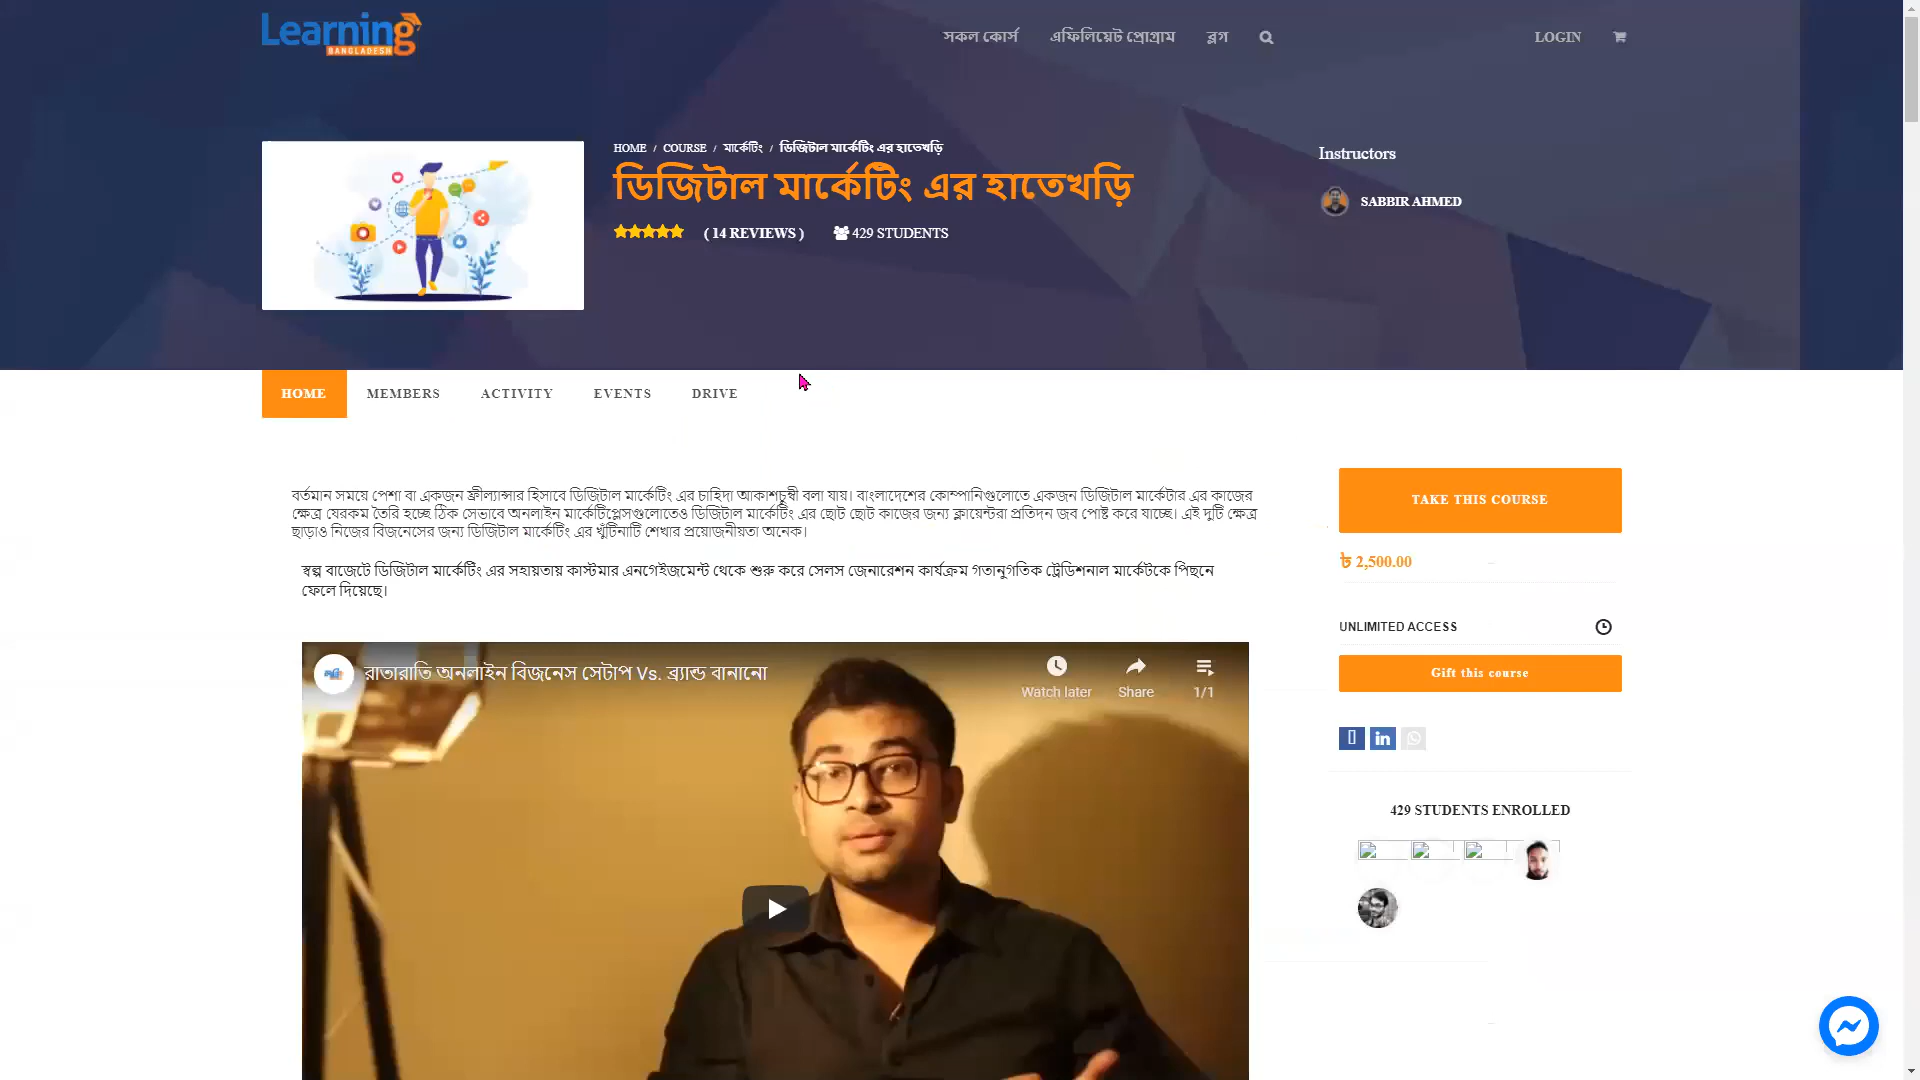 Learning
BANGLADESH
সকল কোর্স
এফিলিয়েট প্রোগ্রাম
ব্লগ
LOGIN
HOME / COURSE / মার্কেটিং / ডিজিটাল মার্কেটিং এর হাতেখড়ি
ডিজিটাল মার্কেটিং এর হাতেখড়ি
( 14 REVIEWS )
429 STUDENTS
Instructors
SABBIR AHMED
HOME
MEMBERS
ACTIVITY
EVENTS
DRIVE
বর্তমান সময়ে পেশা বা একজন ফ্রীল্যান্সার হিসাবে ডিজিটাল মার্কেটিং এর চাহিদা আকাশচুম্বী বলা যায়। বাংলাদেশের কোম্পানিগুলোতে একজন ডিজিটাল মার্কেটার এর কাজের
ক্ষেত্র যেরকম তৈরি হচ্ছে ঠিক সেভাবে অনলাইন মার্কেটপ্লেসগুলোতেও ডিজিটাল মার্কেটিং এর ছোট ছোট কাজের জন্য ক্লায়েন্টরা প্রতিদিন জব পোষ্ট করে যাচ্ছে। এই দুটি ক্ষেত্র
ছাড়াও নিজের বিজনেসের জন্য ডিজিটাল মার্কেটিং এর খুঁটিনাটি শেখার প্রয়োজনীয়তা অনেক।
স্বল্প বাজেটে ডিজিটাল মার্কেটিং এর সহায়তায় কাস্টমার এনগেইজমেন্ট থেকে শুরু করে সেলস জেনারেশন কার্যক্রম গতানুগতিক ট্রেডিশনাল মার্কেটকে পিছনে
ফেলে দিয়েছে।
রাতারাতি অনলাইন বিজনেস সেটাপ Vs. ব্র্যান্ড বানানো
Watch later
Share
1/1
TAKE THIS COURSE
৳ 2,500.00
UNLIMITED ACCESS
Gift this course
429 STUDENTS ENROLLED